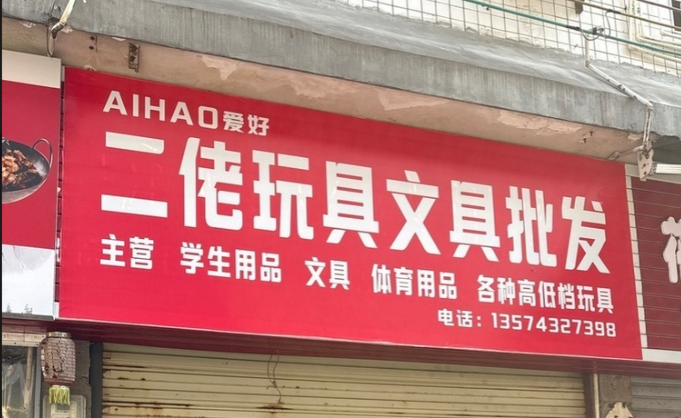 AIHAO爱好
二佬玩具文具批发
主营 学生用品 文具 体育用品 各种高低档玩具
电话：13574327398